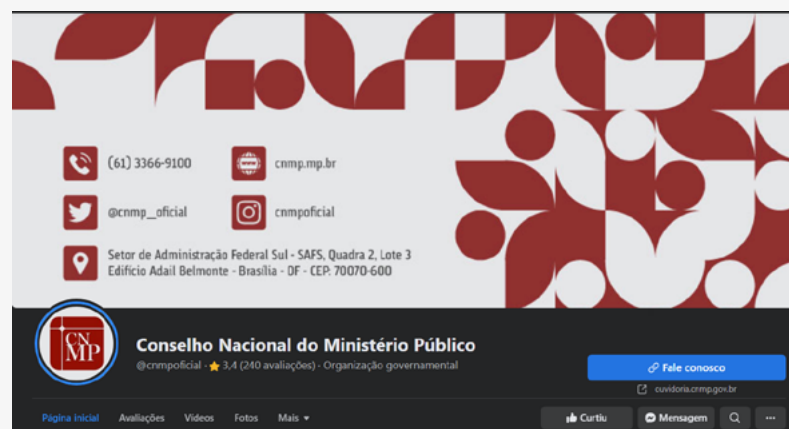 (61) 3366-9100
www
cnmp.mp.br
@cnmp_oficial
cnmpoficial
Setor de Administração Federal Sul - SAFS, Quadra 2, Lote 3
Edifício Adail Belmonte - Brasília - DF - CEP: 70070-600
CN
MP
Conselho Nacional do Ministério Público
@cnmpoficial · 3,4 (240 avaliações) · Organização governamental
Fale conosco
ouvidoria.cnmp.gov.br
Página inicial Avaliações Vídeos Fotos Mais
Curtiu Mensagem